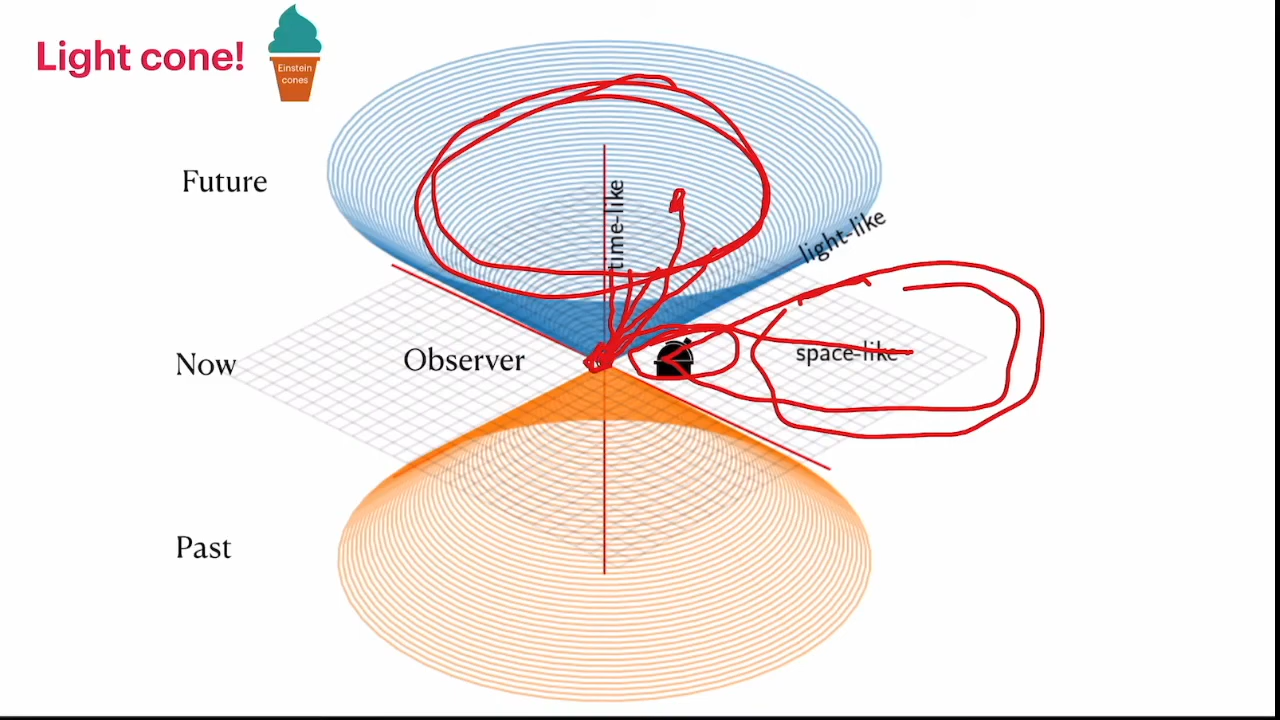 Light cone!
Einstein
cones
Future
time-like
light-like
Now
Observer
space-like
Past